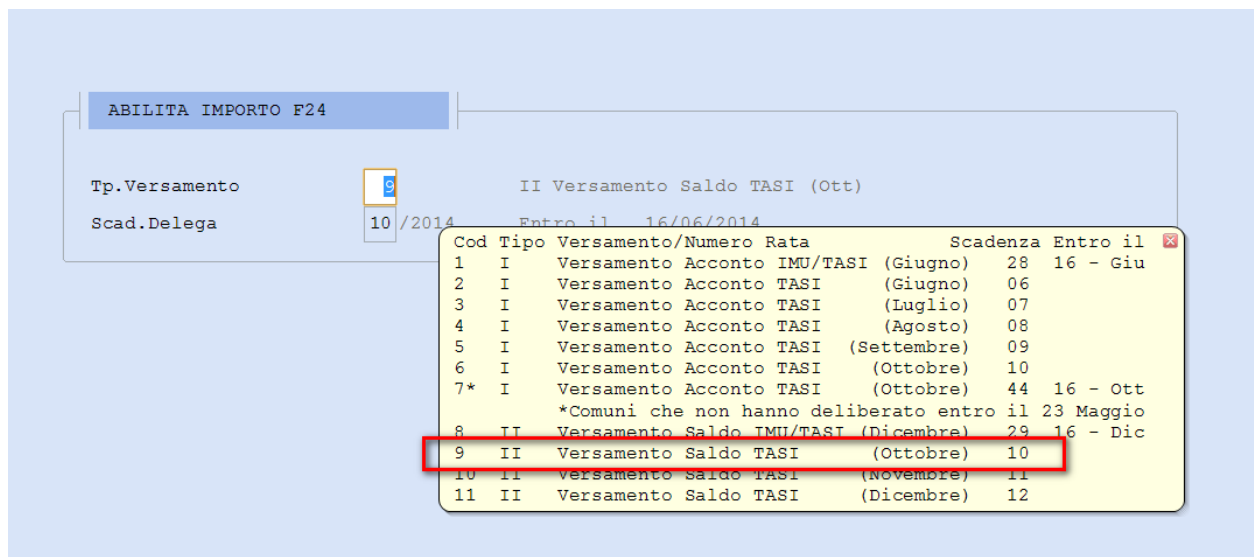 ABILITA IMPORTO F24
Tp.Versamento 9 II Versamento Saldo TASI (Ott)
Scad.Delega 10 /2014 Entro il 16/06/2014
Cod Tipo Versamento/Numero Rata Scadenza Entro il
1 I Versamento Acconto IMU/TASI (Giugno) 28 16 - Giu
2 I Versamento Acconto TASI (Giugno) 06
3 I Versamento Acconto TASI (Luglio) 07
4 I Versamento Acconto TASI (Agosto) 08
5 I Versamento Acconto TASI (Settembre) 09
6 I Versamento Acconto TASI (Ottobre) 10
7* I Versamento Acconto TASI (Ottobre) 44 16 - Ott
*Comuni che non hanno deliberato entro il 23 Maggio
8 II Versamento Saldo IMU/TASI (Dicembre) 29 16 - Dic
9 II Versamento Saldo TASI (Ottobre) 10
10 II Versamento Saldo TASI (Novembre) 11
11 II Versamento Saldo TASI (Dicembre) 12